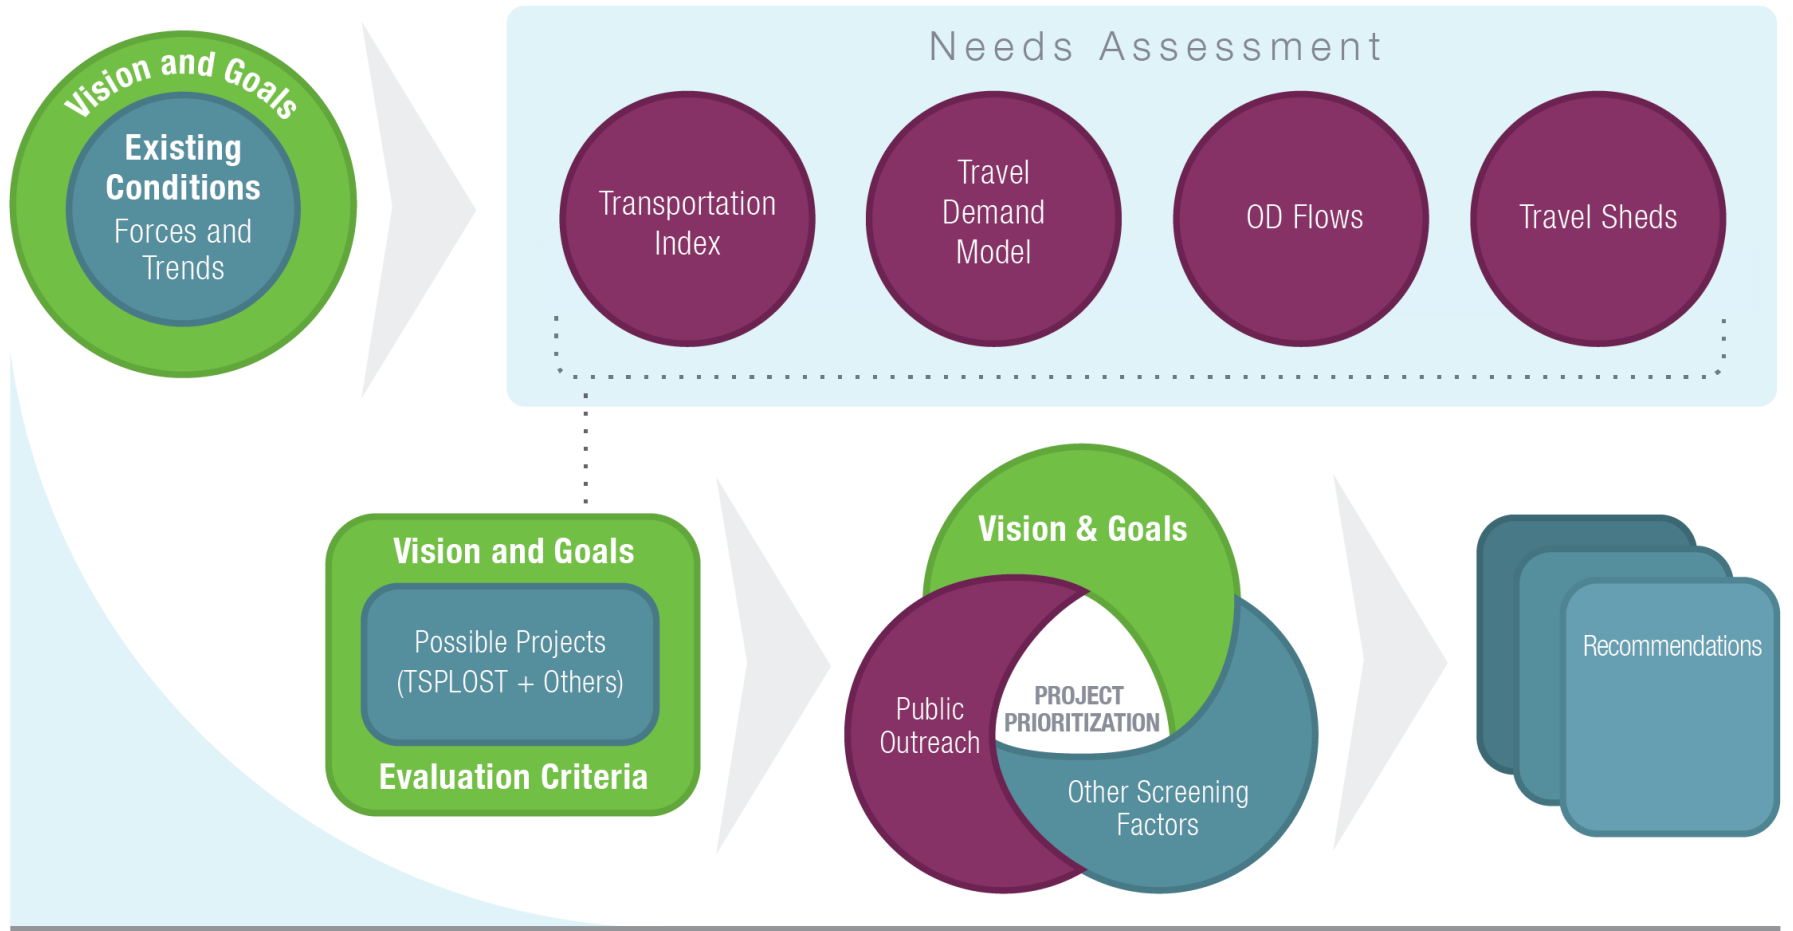 Vision and Goals
Existing
Conditions
Forces and
Trends
Needs Assessment
Transportation
Index
Travel
Demand
Model
OD Flows
Travel Sheds
Vision and Goals
Possible Projects
(TSPLOST + Others)
Evaluation Criteria
Vision & Goals
Public
Outreach
PROJECT
PRIORITIZATION
Other Screening
Factors
Recommendations